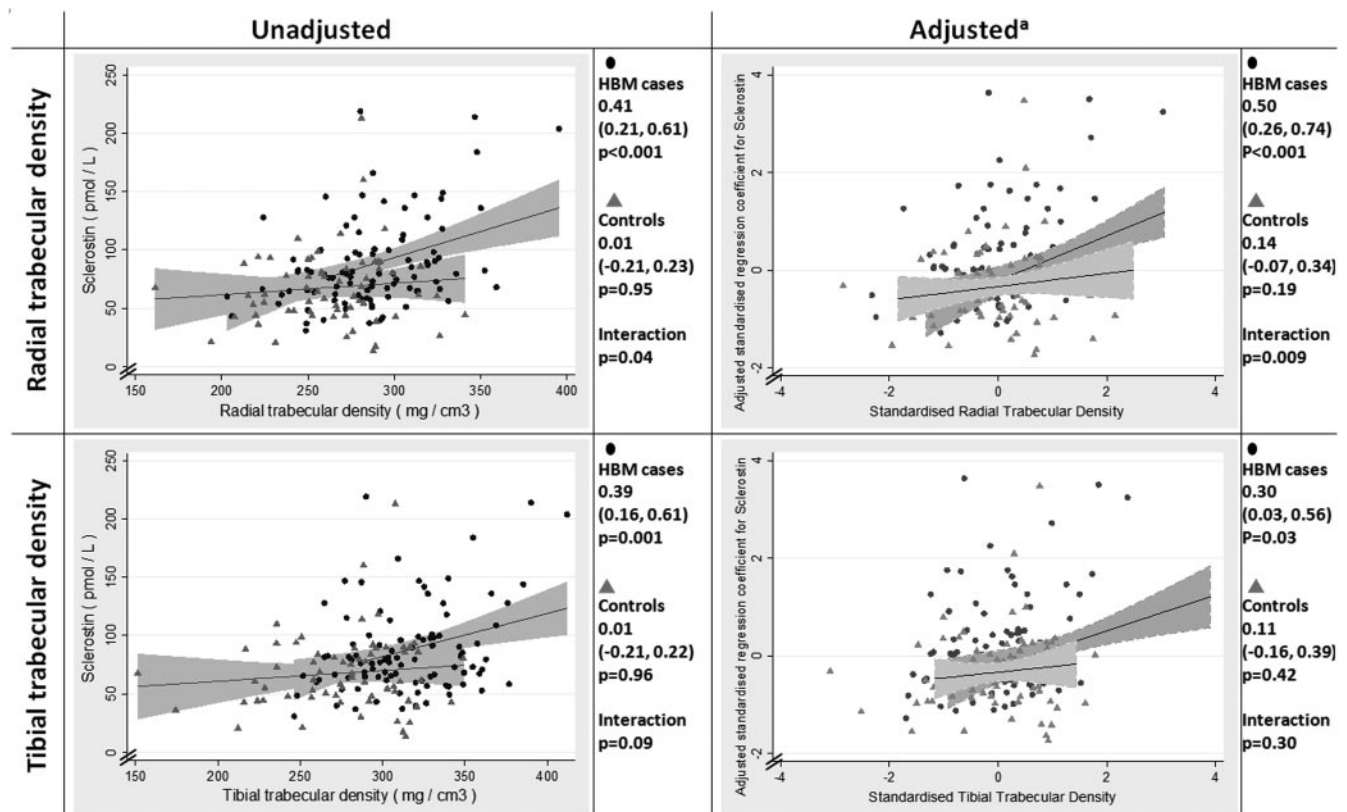 Unadjusted
Adjustedª
Radial trabecular density
Sclerostin ( pmol / L )
250
200
150
100
50
0
150
200
250
300
350
400
Radial trabecular density ( mg / cm3 )
HBM cases
0.41
(0.21, 0.61)
p<0.001
Controls
0.01
(-0.21, 0.23)
p=0.95
Interaction
p=0.04
Adjusted standardised regression coefficient for Sclerostin
4
2
0
-2
-4
-2
0
2
4
Standardised Radial Trabecular Density
HBM cases
0.50
(0.26, 0.74)
P<0.001
Controls
0.14
(-0.07, 0.34)
p=0.19
Interaction
p=0.009
Tibial trabecular density
Sclerostin ( pmol / L )
250
200
150
100
50
0
150
200
250
300
350
400
Tibial trabecular density ( mg / cm3 )
HBM cases
0.39
(0.16, 0.61)
p=0.001
Controls
0.01
(-0.21, 0.22)
p=0.96
Interaction
p=0.09
Adjusted standardised regression coefficient for Sclerostin
4
2
0
-2
-4
-2
0
2
4
Standardised Tibial Trabecular Density
HBM cases
0.30
(0.03, 0.56)
P=0.03
Controls
0.11
(-0.16, 0.39)
p=0.42
Interaction
p=0.30